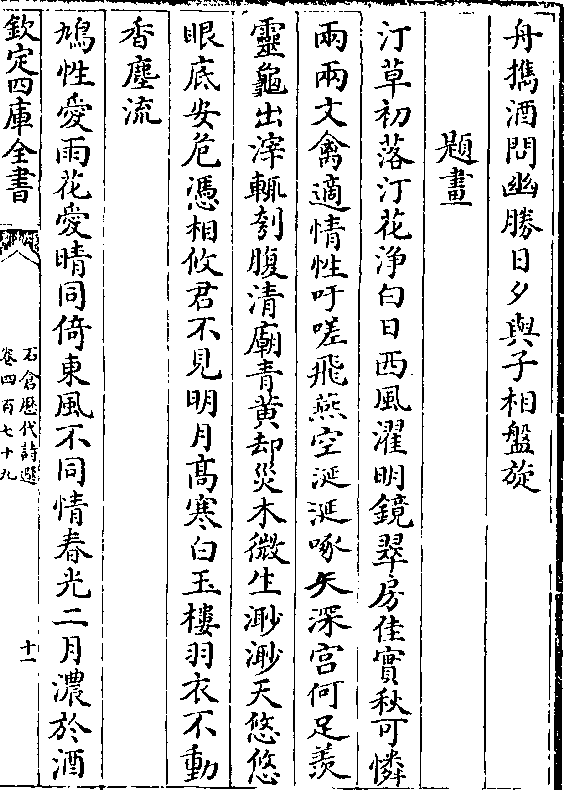 舟擕酒問幽勝日夕與子相盤旋
題畫
汀草初落汀花淨白日西風濯明鏡翠房佳實秋可憐
兩兩文禽適情性吁嗟飛燕空涎涎啄矢深宫何足羡
靈龜出滓輒刳腹清廟青黄却災木微生渺渺天悠悠
眼底安危憑相攸君不見明月髙寒白玉樓羽衣不動
香塵流
鳩性愛雨花愛晴同倚東風不同情春光二月濃於酒
欽定四庫全書
石倉歴代詩選
卷四百七十九
十一